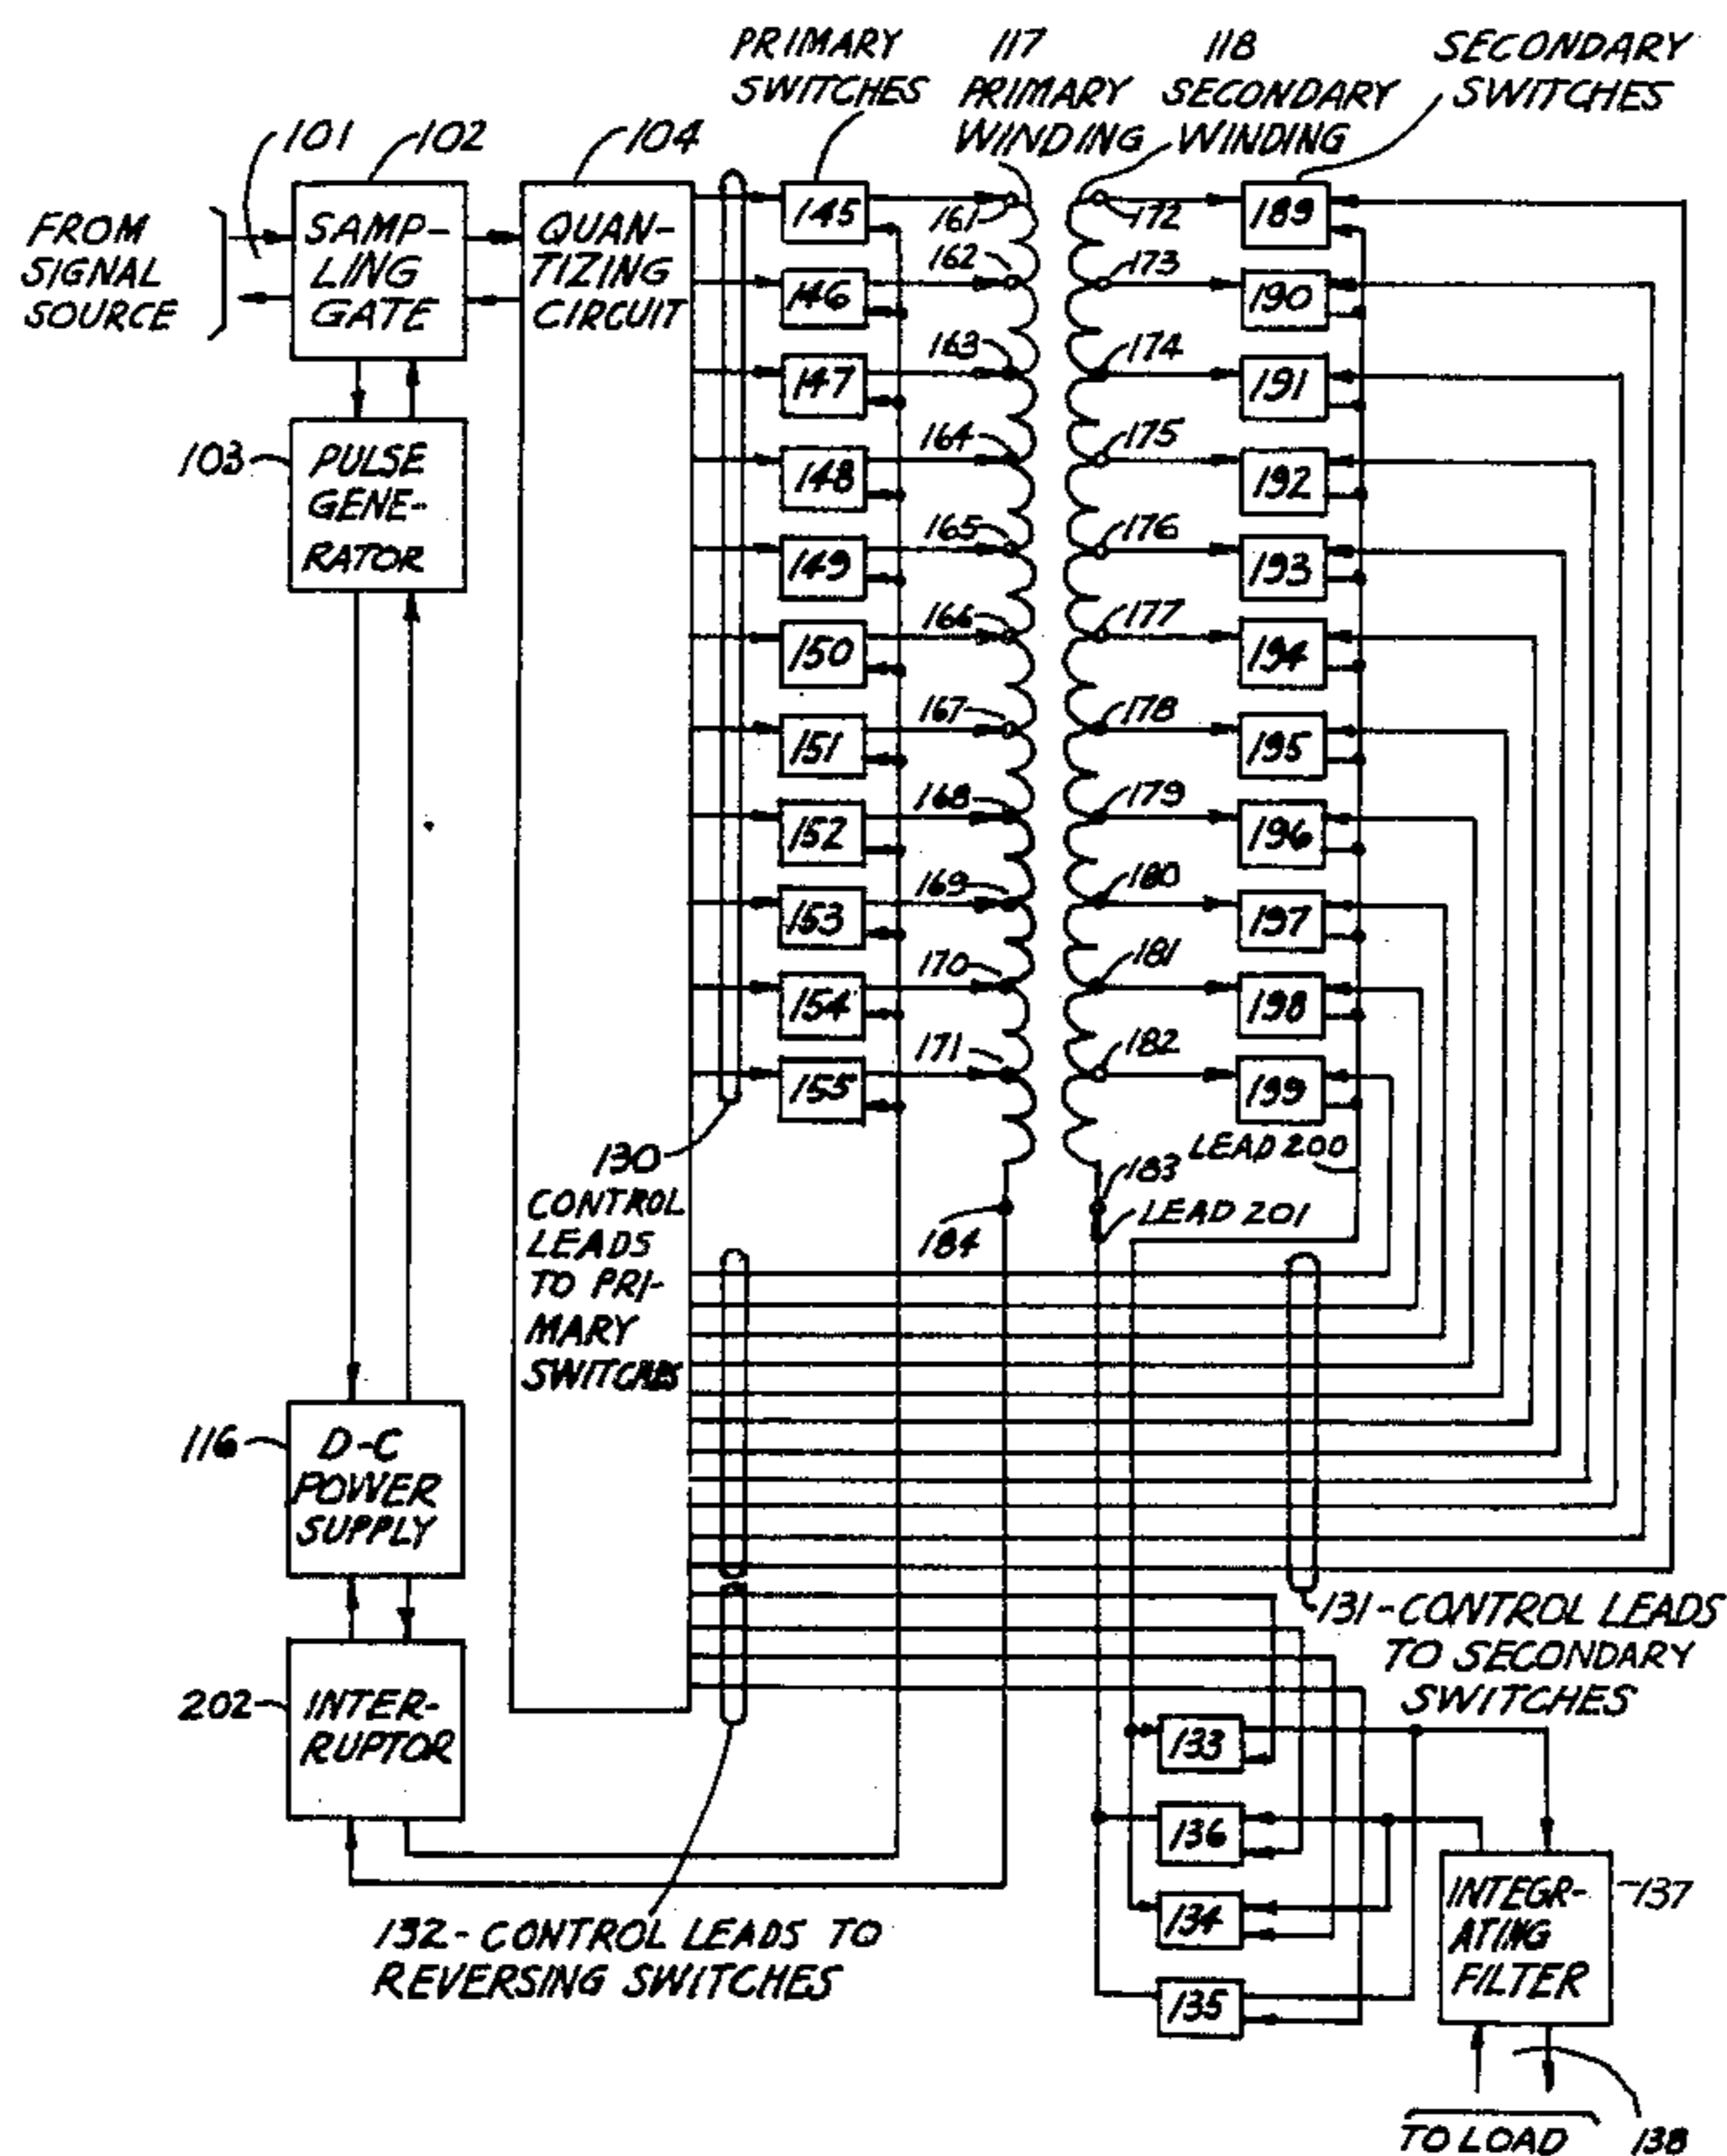 PRIMARY
SWITCHES
117
PRIMARY
WINDING
118
SECONDARY
WINDING
SECONDARY
SWITCHES
101
102
104
FROM
SIGNAL
SOURCE
SAMP-
LING
GATE
QUAN-
TIZING
CIRCUIT
103
PULSE
GENE-
RATOR
145
146
147
148
149
150
151
152
153
154
155
161
162
163
164
165
166
167
168
169
170
171
172
173
174
175
176
177
178
179
180
181
182
189
190
191
192
193
194
195
196
197
198
199
130
CONTROL
LEADS
TO PRI-
MARY
SWITCHES
LEAD 200
183
LEAD 201
184
116
D-C
POWER
SUPPLY
202
INTER-
RUPTOR
131-CONTROL LEADS
TO SECONDARY
SWITCHES
133
136
134
135
INTEGR-
ATING
FILTER
137
132-CONTROL LEADS TO
REVERSING SWITCHES
TO LOAD
138